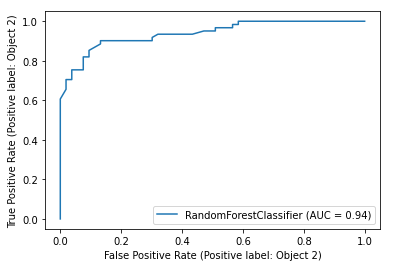 True Positive Rate (Positive label: Object 2)
1.0
0.8
0.6
0.4
0.2
0.0
RandomForestClassifier (AUC = 0.94)
0.0 0.2 0.4 0.6 0.8 1.0
False Positive Rate (Positive label: Object 2)